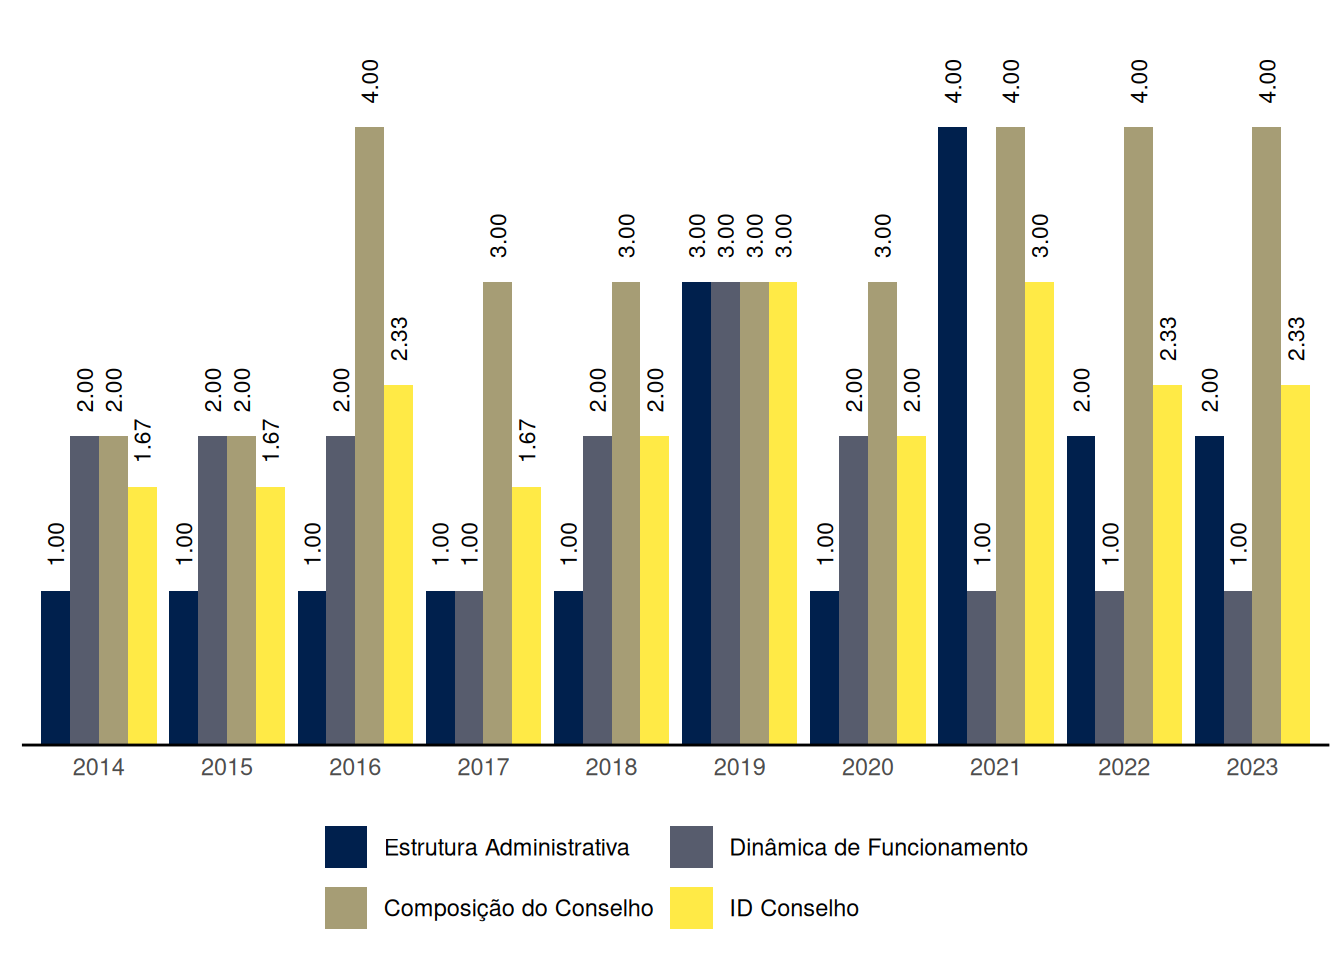 4.00 4.00 4.00 4.00 4.00
3.00 3.00 3.00 3.00 3.00 3.00 3.00 3.00
2.33 2.33 2.33
2.00 2.00 2.00 2.00 2.00 2.00 2.00 2.00 2.00 2.00 2.00
1.67 1.67 1.67
1.00 1.00 1.00 1.00 1.00 1.00 1.00 1.00 1.00 1.00
2014 2015 2016 2017 2018 2019 2020 2021 2022 2023
Estrutura Administrativa Dinâmica de Funcionamento
Composição do Conselho ID Conselho